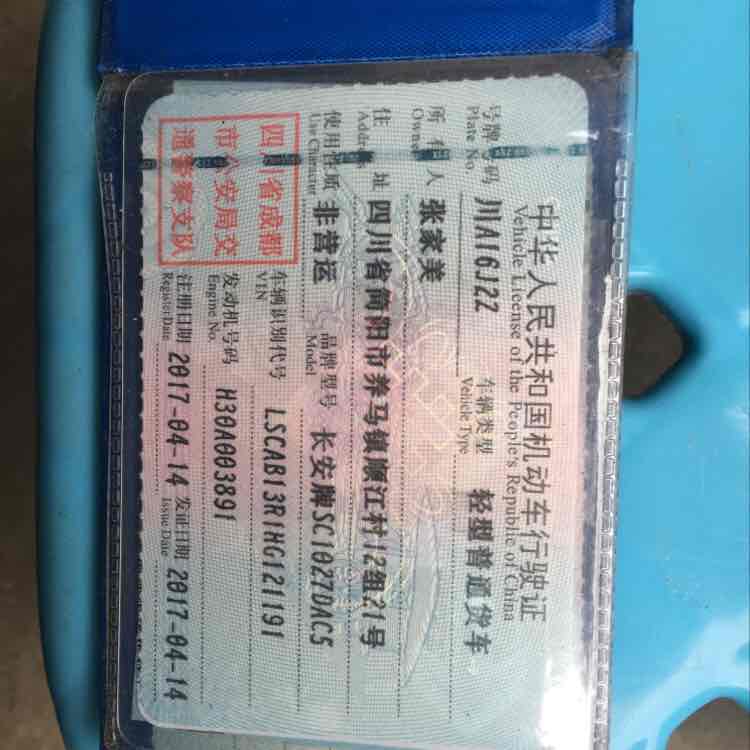 中华人民共和国机动车行驶证
Vehicle License of the People's Republic of China
号牌号码 川A16J2Z 车辆类型 轻型普通货车
Plate No. Vehicle Type
所有人 张家美
Owner
住址 四川省简阳市养马镇顺江村12组21号
Address
使用性质 非营运 品牌型号 长安牌SC1027DAC5
Use Character Model
四川省成都
市公安局交
通警察支队
车辆识别代号 LSCAB13R1HG121191
VIN
发动机号码 H30A003891
Engine No.
注册日期 2017-04-14 发证日期 2017-04-14
Register Date Issue Date